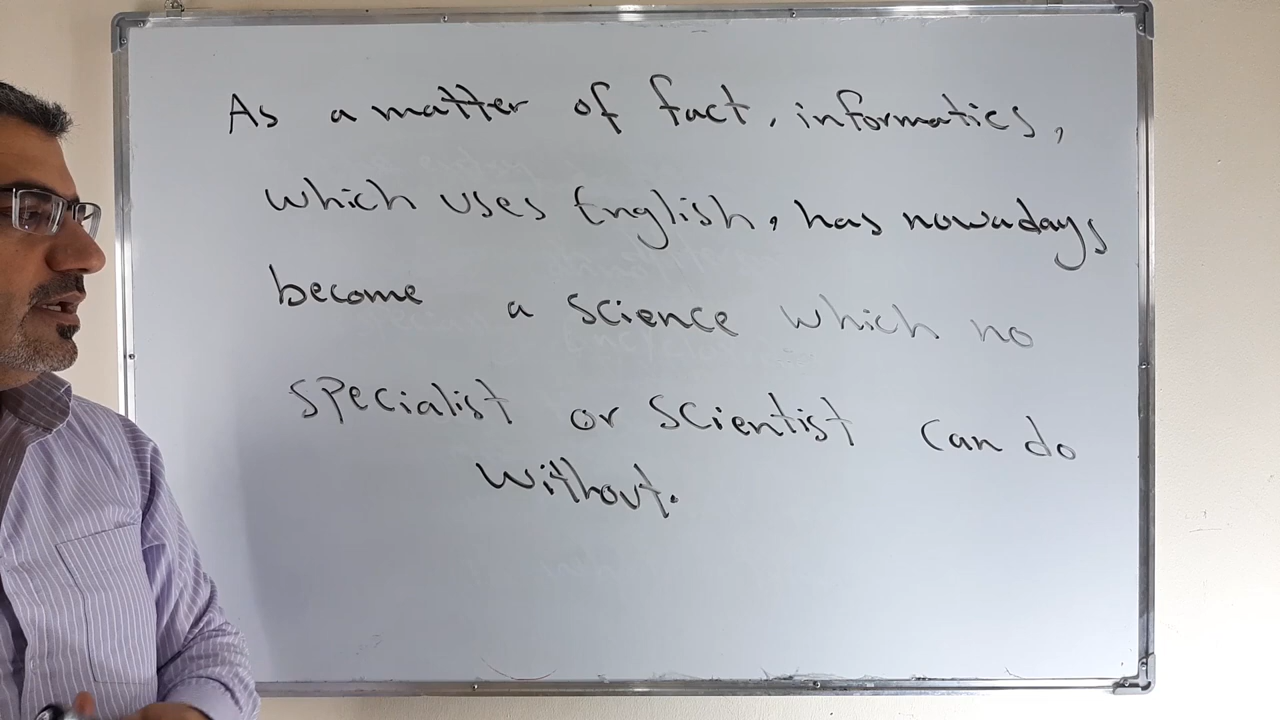 As a matter of fact, informatics,
which uses English, has nowadays
become a science which no
specialist or scientist can do
without.